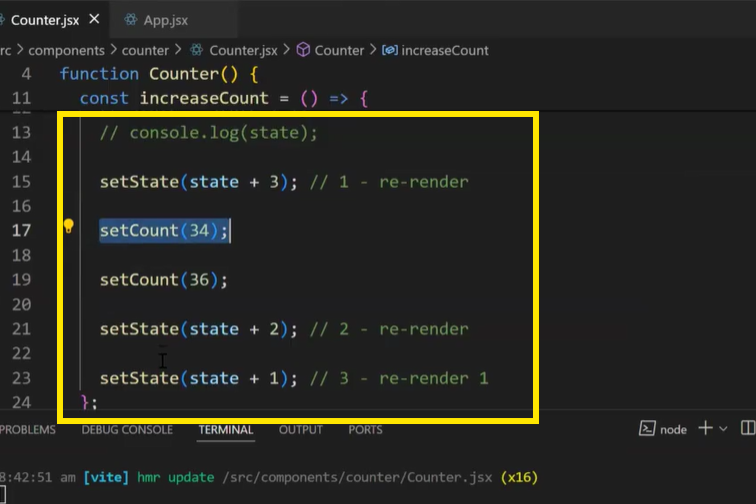 Counter.jsx App.jsx
rc > components > counter > Counter.jsx > Counter > increaseCount
4 function Counter() {
11 const increaseCount = () => {
13 // console.log(state);
14
15 setState(state + 3); // 1 - re-render
16
17 setCount(34);
18
19 setCount(36);
20
21 setState(state + 2); // 2 - re-render
22
23 setState(state + 1); // 3 - re-render 1
24 };
PROBLEMS DEBUG CONSOLE TERMINAL OUTPUT PORTS node
8:42:51 am [vite] hmr update /src/components/counter/Counter.jsx (x16)